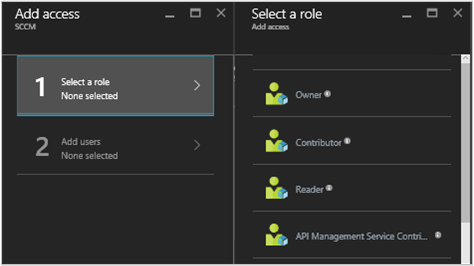 Add access
SCCM
1
Select a role
None selected
2
Add users
None selected
Select a role
Add access
Owner
Contributor
Reader
API Management Service Contri...